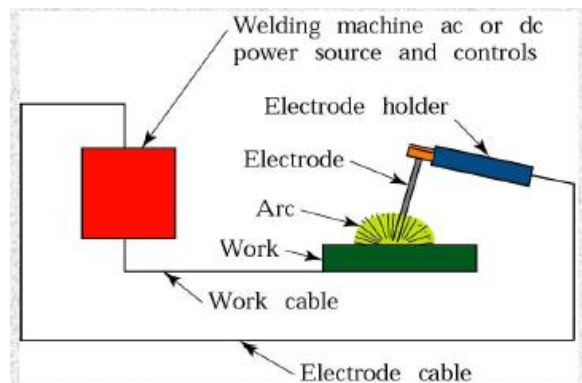 Welding machine ac or dc
power source and controls
Electrode holder
Electrode
Arc
Work
Work cable
Electrode cable